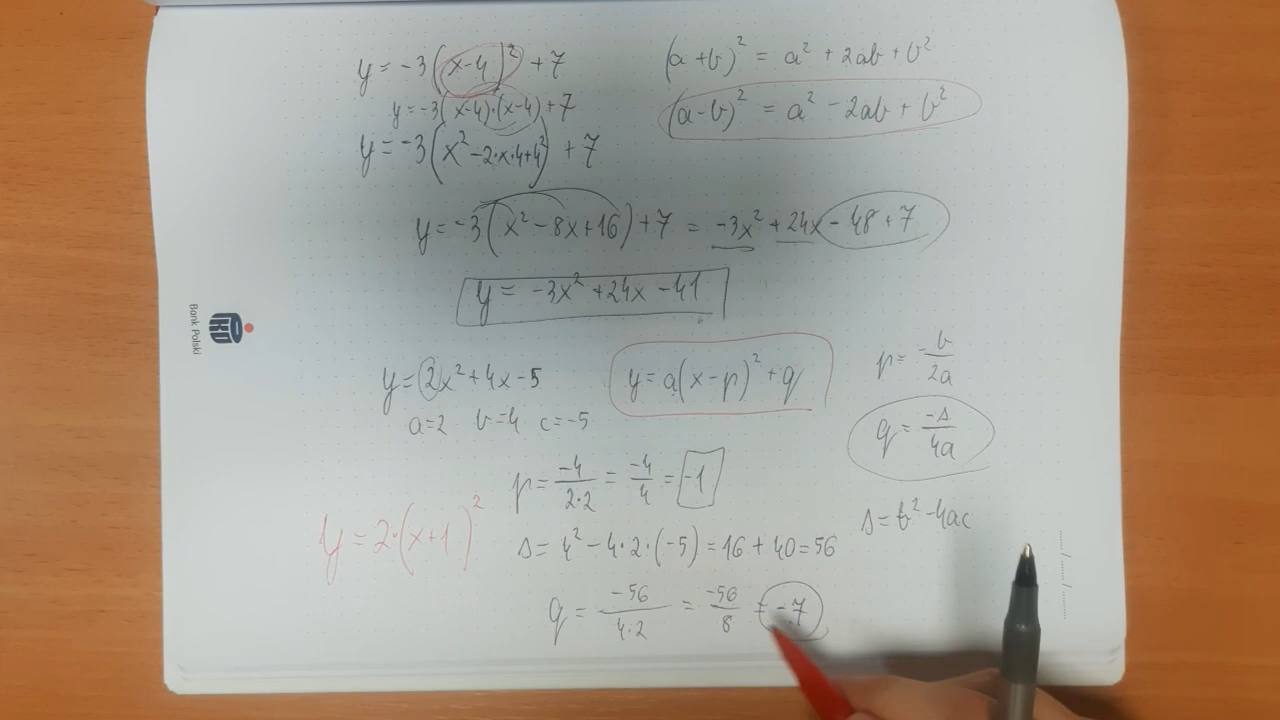 y = -3(x-4)² + 7
(a+b)² = a² + 2ab + b²
y = -3(x-4)·(x-4) + 7
(a-b)² = a² - 2ab + b²
y = -3(x² - 2·x·4 + 4²) + 7
y = -3(x² - 8x + 16) + 7 = -3x² + 24x - 48 + 7
y = -3x² + 24x - 41
Bank Polski
y = 2x² + 4x - 5
y = a(x-p)² + q
p = -b/2a
a=2 b=4 c=-5
q = -Δ/4a
p = -4/2·2 = -4/4 = -1
Δ = b² - 4ac
y = 2·(x+1)²
Δ = 4² - 4·2·(-5) = 16 + 40 = 56
q = -56/4·2 = -56/8 = -7